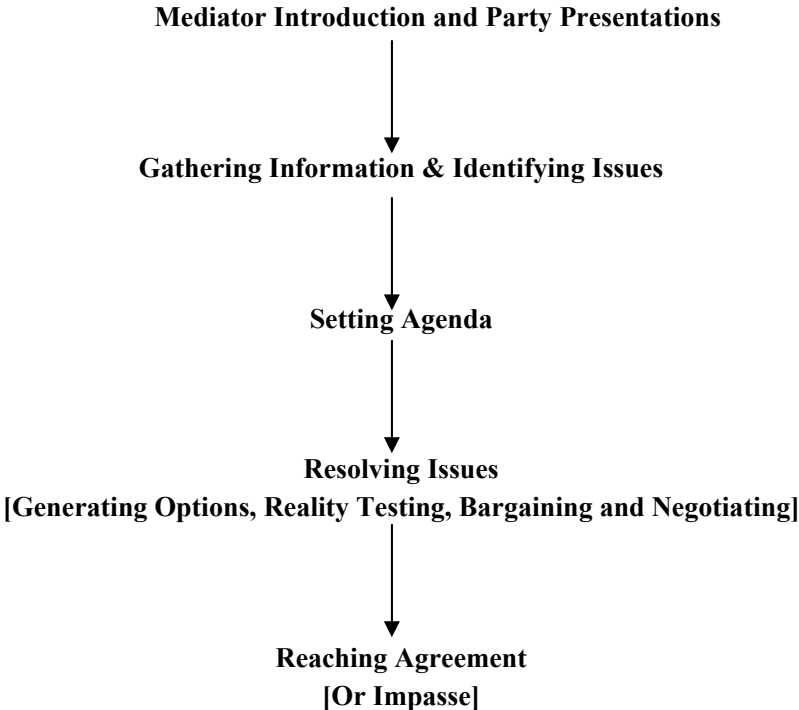 Mediator Introduction and Party Presentations
Gathering Information & Identifying Issues
Setting Agenda
Resolving Issues
[Generating Options, Reality Testing, Bargaining and Negotiating]
Reaching Agreement
[Or Impasse]